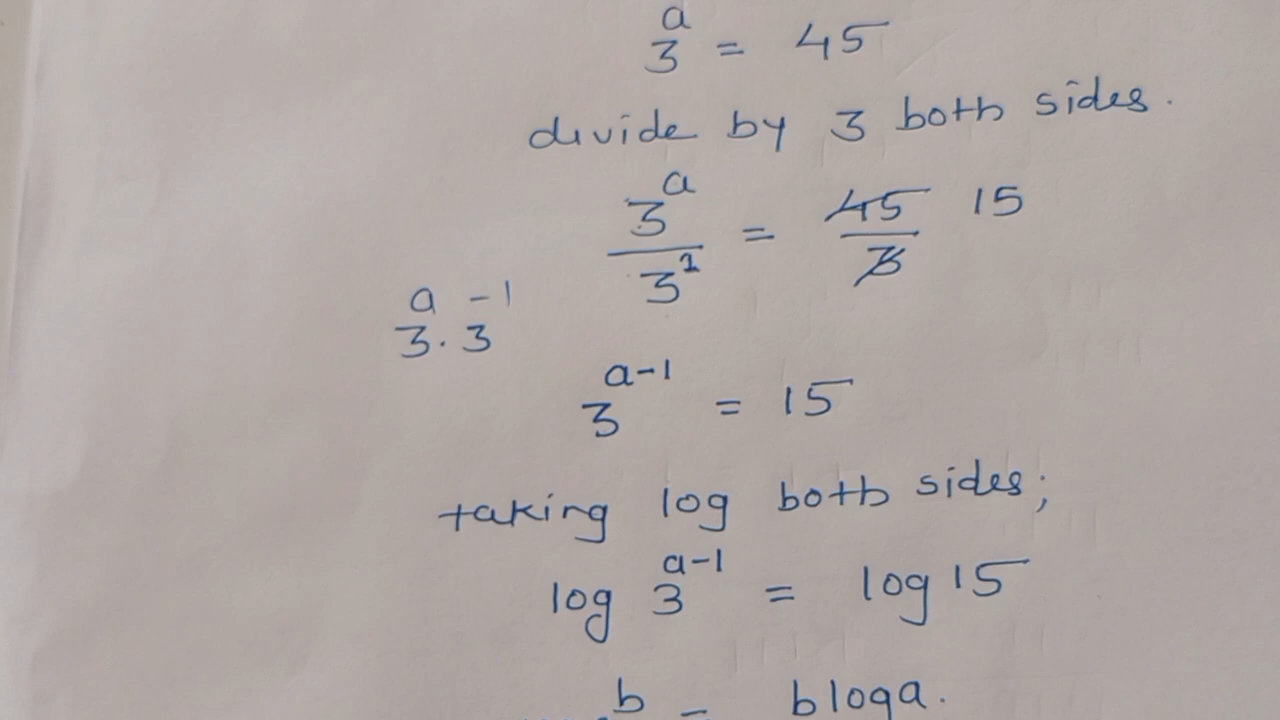 3^a = 45
divide by 3 both sides.
3^a / 3^1 = 45 / 3 15
3^a . 3^-1
3^a-1 = 15
taking log both sides;
log 3^a-1 = log 15
b = bloga.